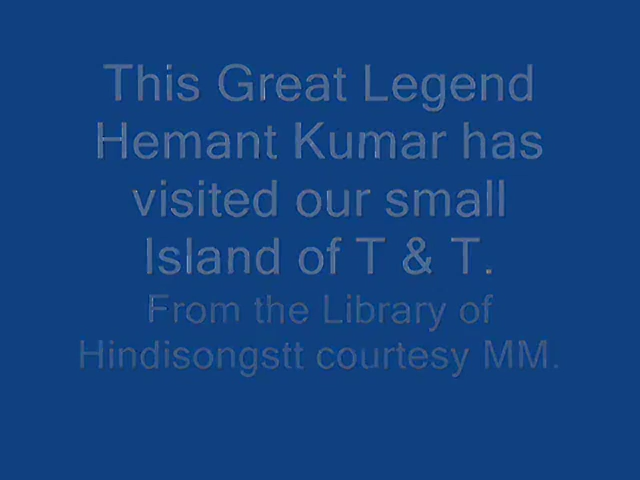 This Great Legend
Hemant Kumar has
visited our small
Island of T & T.
From the Library of
Hindisongstt courtesy MM.